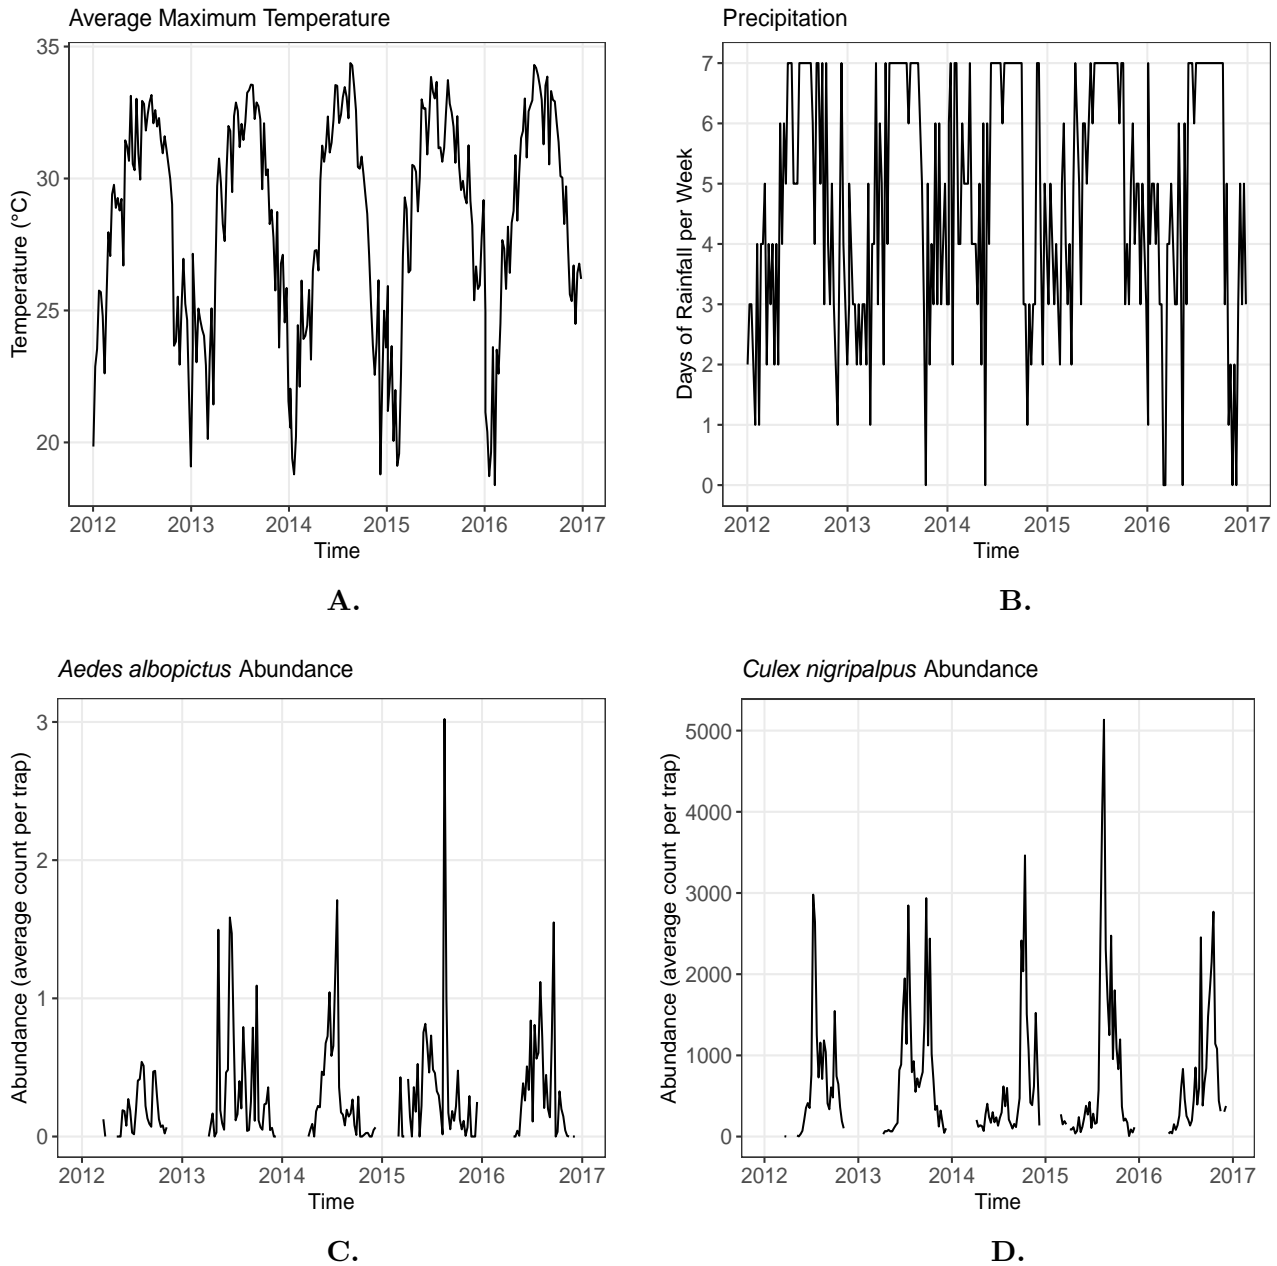 Average Maximum Temperature
Temperature (°C)
35
30
25
20
2012 2013 2014 2015 2016 2017
Time
A.
Precipitation
Days of Rainfall per Week
7
6
5
4
3
2
1
0
2012 2013 2014 2015 2016 2017
Time
B.
Aedes albopictus Abundance
Abundance (average count per trap)
3
2
1
0
2012 2013 2014 2015 2016 2017
Time
C.
Culex nigripalpus Abundance
Abundance (average count per trap)
5000
4000
3000
2000
1000
0
2012 2013 2014 2015 2016 2017
Time
D.